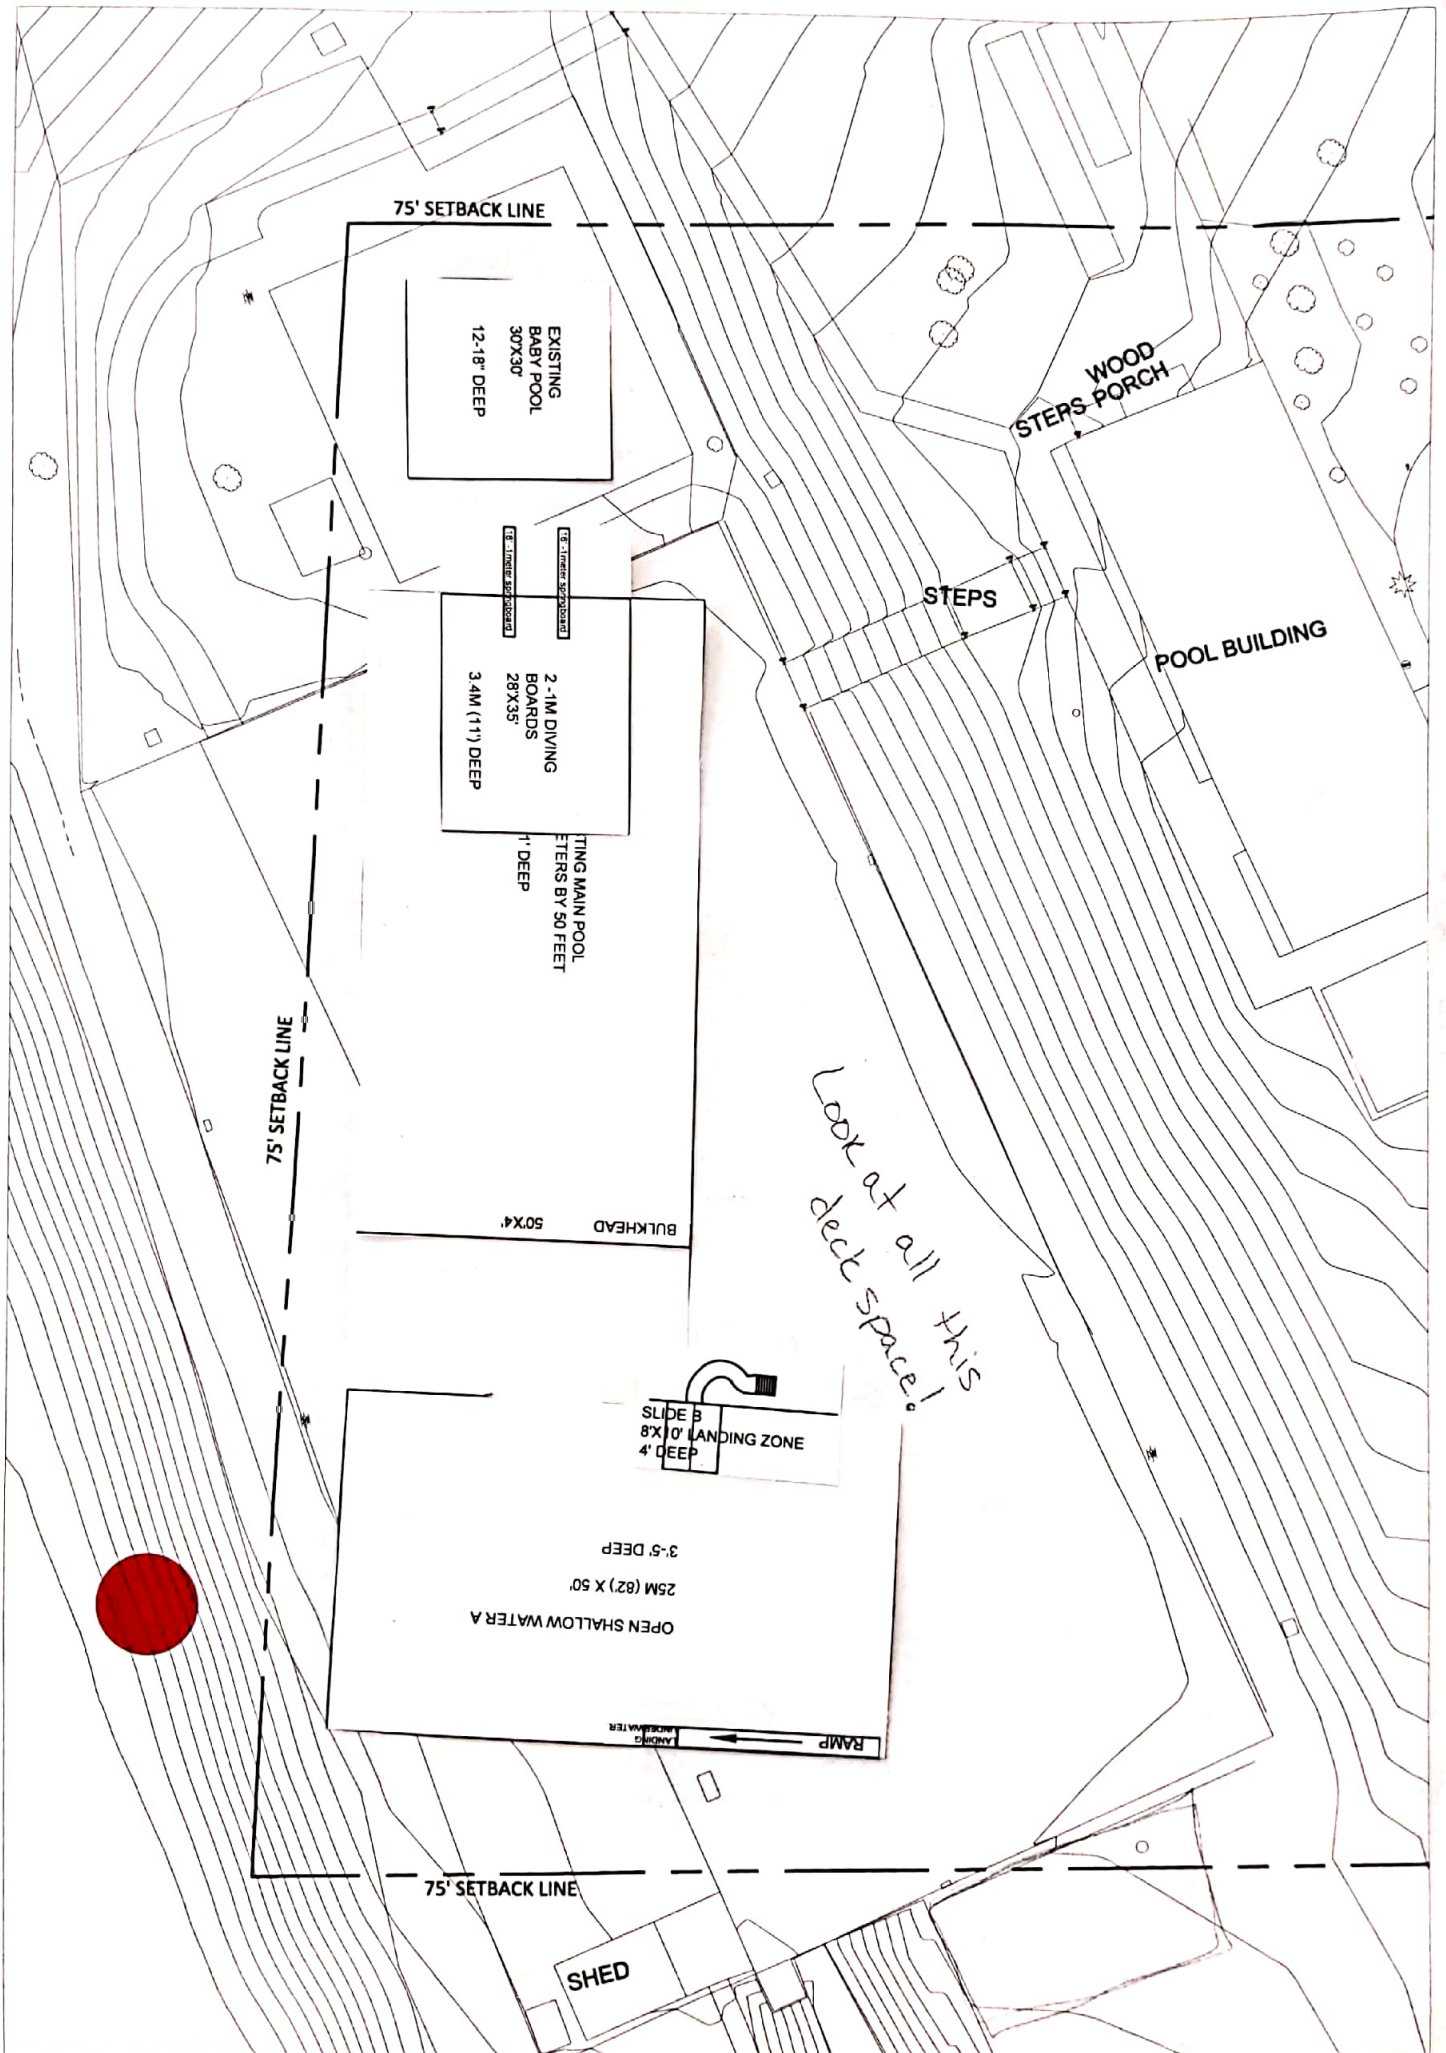 75' SETBACK LINE
EXISTING
BABY POOL
30'X30'
12-18" DEEP
WOOD
STEPS PORCH
16' -1meter springboard
16' -1meter springboard
STEPS
POOL BUILDING
2 -1M DIVING
BOARDS
28'X35'
3.4M (11') DEEP
TING MAIN POOL
ETERS BY 50 FEET
1' DEEP
75' SETBACK LINE
Look at all this
deck space!
BULKHEAD 50'X4'
SLIDE B
8'X10' LANDING ZONE
4' DEEP
OPEN SHALLOW WATER A
25M (82') X 50'
3-5' DEEP
RAMP
LANDING
UNDERWATER
75' SETBACK LINE
SHED